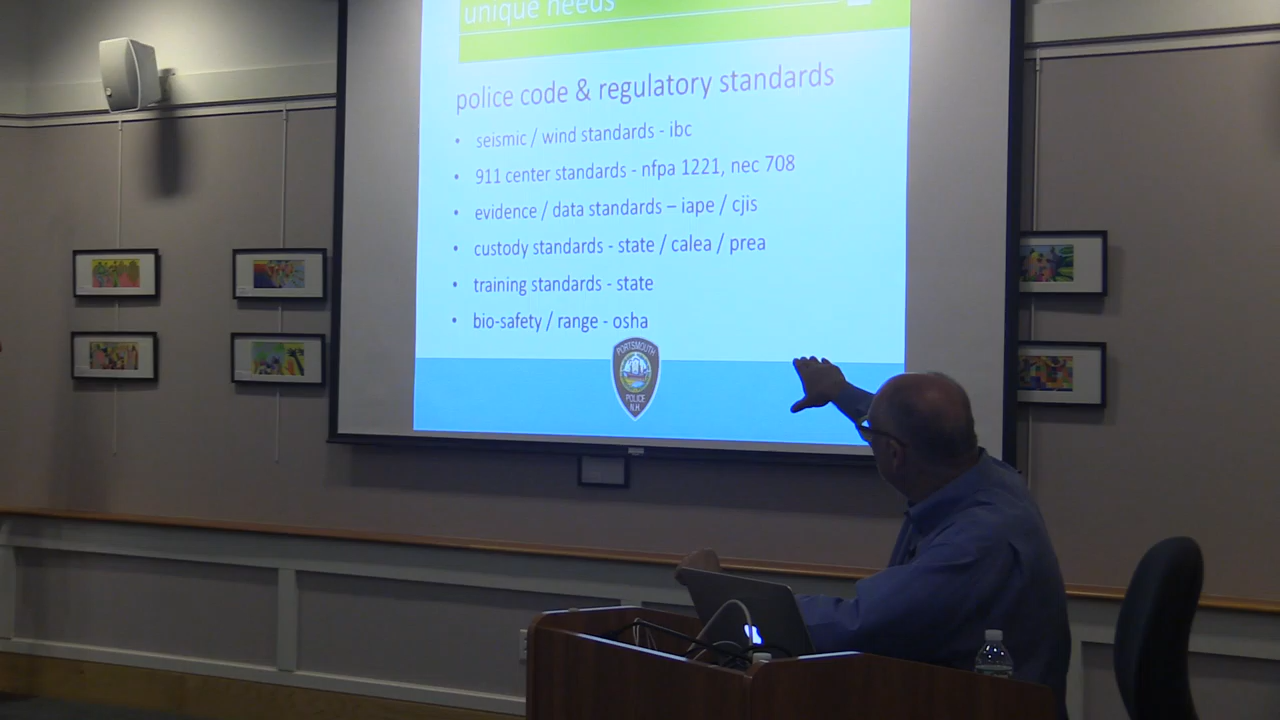 unique needs
police code & regulatory standards
• seismic / wind standards - ibc
• 911 center standards - nfpa 1221, nec 708
• evidence / data standards – iape / cjis
• custody standards - state / calea / prea
• training standards - state
• bio-safety / range - osha
PORTSMOUTH
POLICE
N.H.